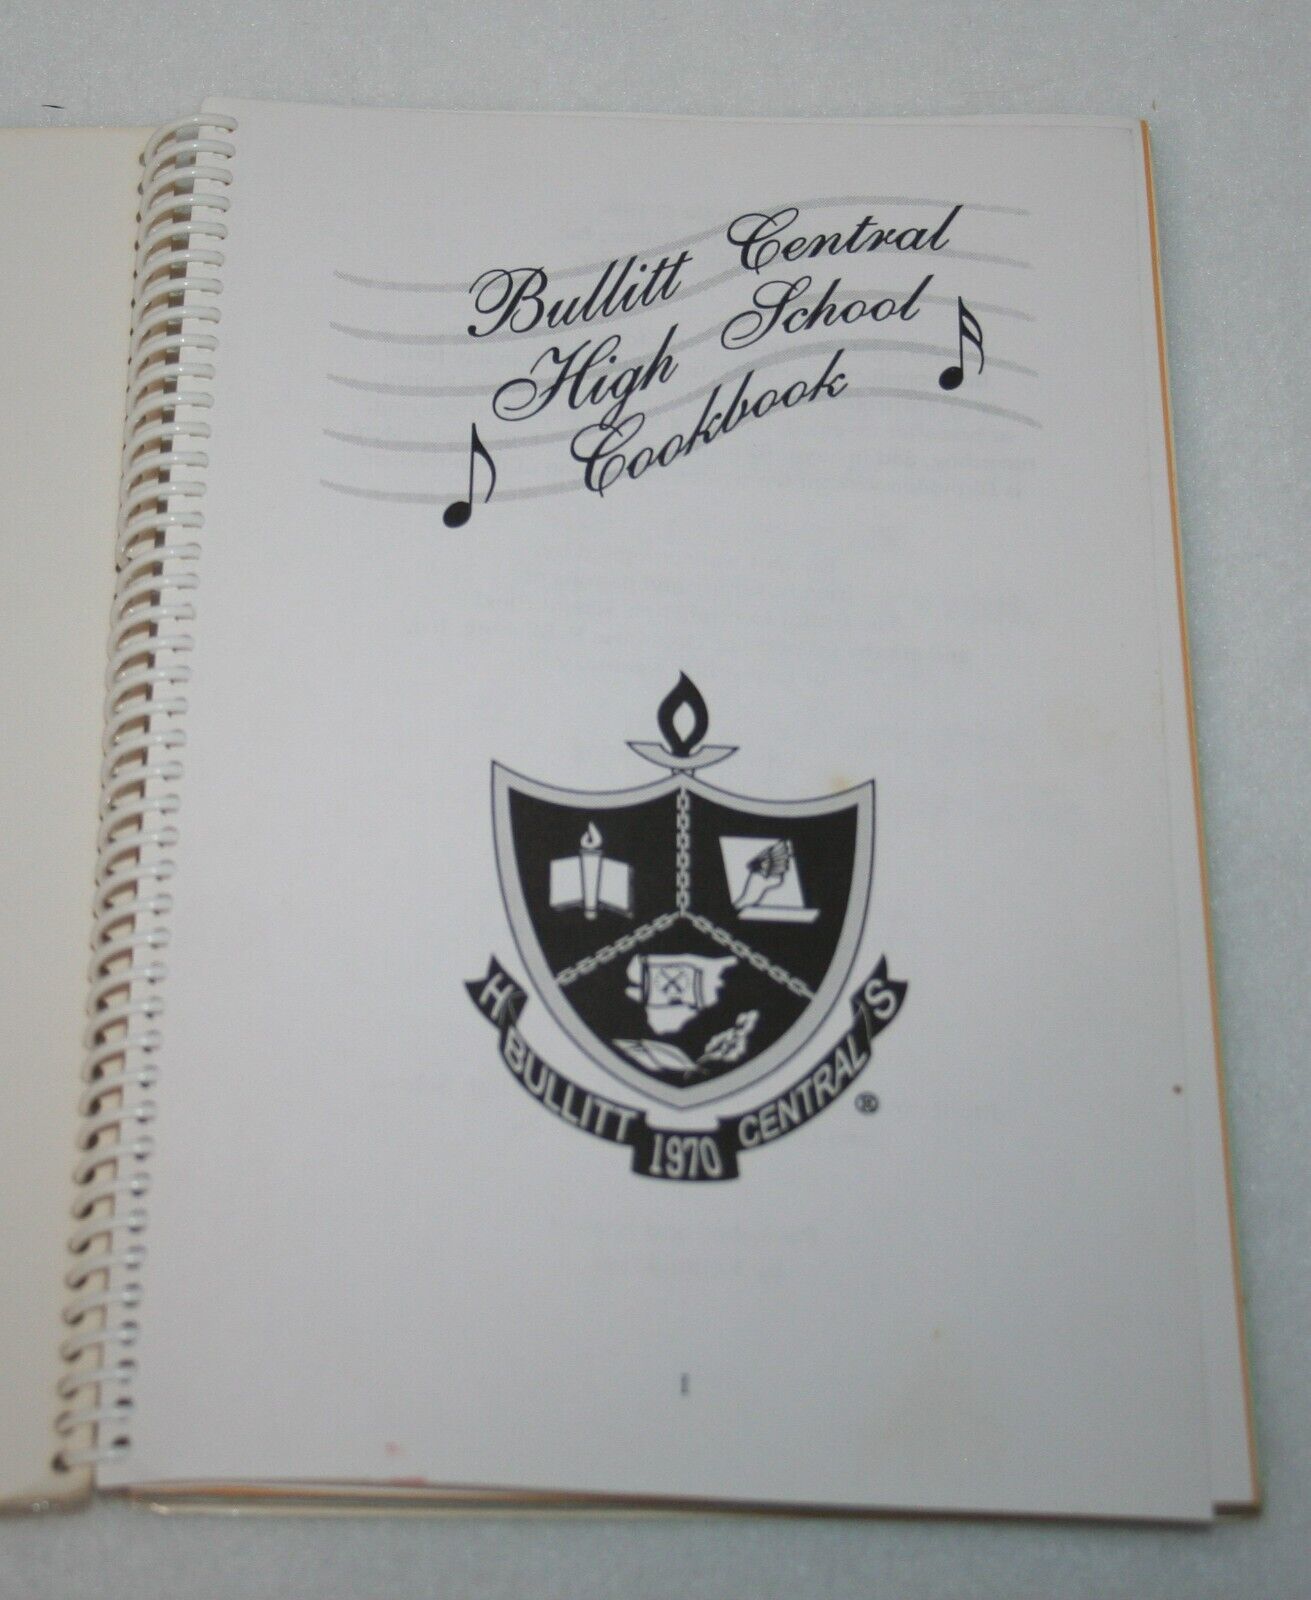 Bullitt Central
High School
Cookbook
H BULLITT 1970 CENTRAL S
®
1